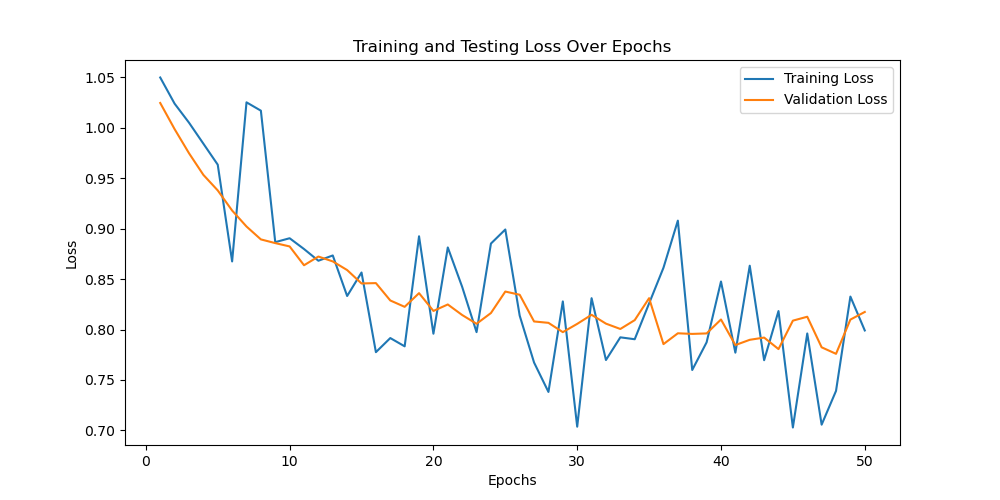 Training and Testing Loss Over Epochs
Training Loss
Validation Loss
Loss
1.05
1.00
0.95
0.90
0.85
0.80
0.75
0.70
0 10 20 30 40 50
Epochs